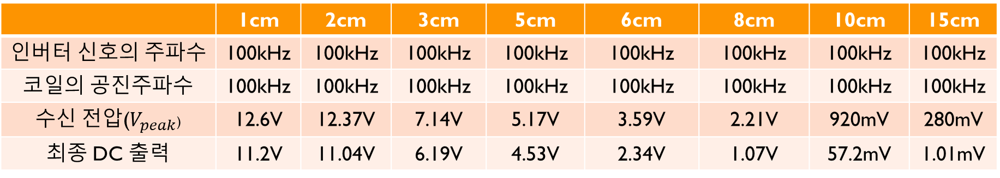 1cm 2cm 3cm 5cm 6cm 8cm 10cm 15cm
인버터 신호의 주파수 100kHz 100kHz 100kHz 100kHz 100kHz 100kHz 100kHz 100kHz
코일의 공진주파수 100kHz 100kHz 100kHz 100kHz 100kHz 100kHz 100kHz 100kHz
수신 전압(V_{peak}) 12.6V 12.37V 7.14V 5.17V 3.59V 2.21V 920mV 280mV
최종 DC 출력 11.2V 11.04V 6.19V 4.53V 2.34V 1.07V 57.2mV 1.01mV